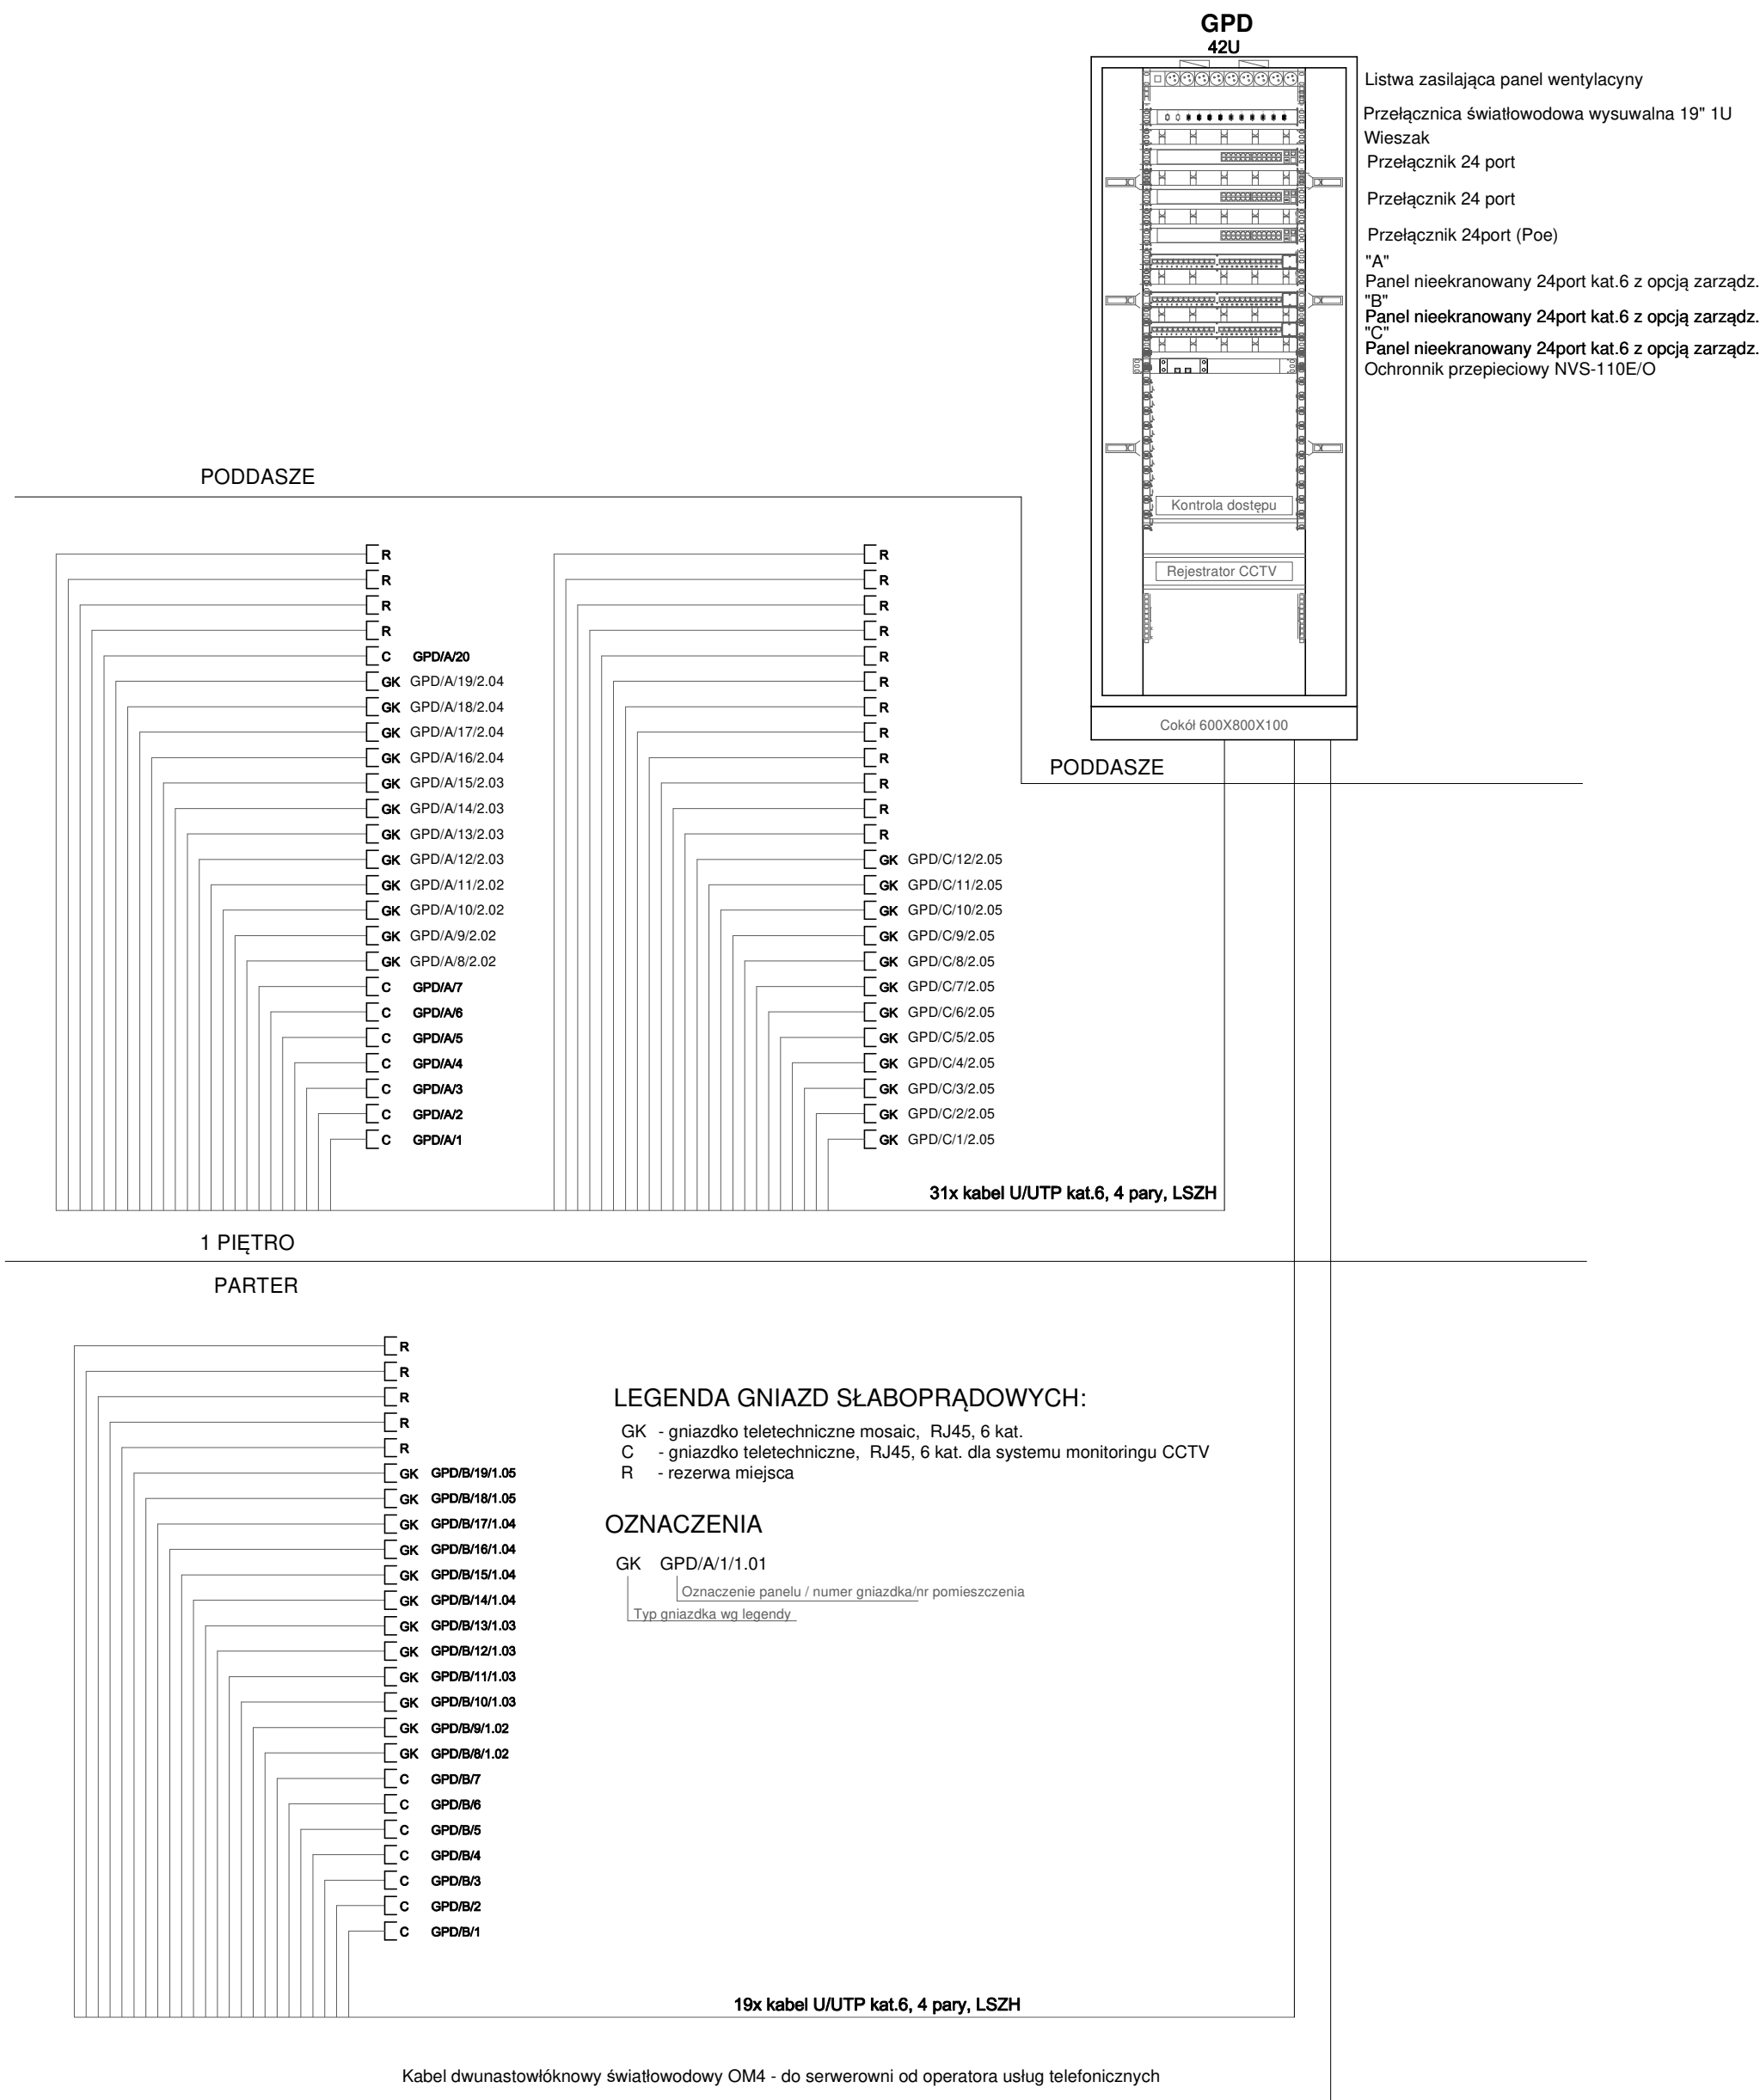 GPD
42U
Listwa zasilająca panel wentylacyny
Przełącznica światłowodowa wysuwalna 19" 1U
Wieszak
Przełącznik 24 port
Przełącznik 24 port
Przełącznik 24port (Poe)
"A"
Panel nieekranowany 24port kat.6 z opcją zarządz.
"B"
Panel nieekranowany 24port kat.6 z opcją zarządz.
"C"
Panel nieekranowany 24port kat.6 z opcją zarządz.
Ochronnik przepieciowy NVS-110E/O
Kontrola dostępu
Rejestrator CCTV
Cokół 600X800X100
PODDASZE
PODDASZE
R
R
R
R
C GPD/A/20
GK GPD/A/19/2.04
GK GPD/A/18/2.04
GK GPD/A/17/2.04
GK GPD/A/16/2.04
GK GPD/A/15/2.03
GK GPD/A/14/2.03
GK GPD/A/13/2.03
GK GPD/A/12/2.03
GK GPD/A/11/2.02
GK GPD/A/10/2.02
GK GPD/A/9/2.02
GK GPD/A/8/2.02
C GPD/A/7
C GPD/A/6
C GPD/A/5
C GPD/A/4
C GPD/A/3
C GPD/A/2
C GPD/A/1
R
R
R
R
R
R
R
R
R
R
R
R
GK GPD/C/12/2.05
GK GPD/C/11/2.05
GK GPD/C/10/2.05
GK GPD/C/9/2.05
GK GPD/C/8/2.05
GK GPD/C/7/2.05
GK GPD/C/6/2.05
GK GPD/C/5/2.05
GK GPD/C/4/2.05
GK GPD/C/3/2.05
GK GPD/C/2/2.05
GK GPD/C/1/2.05
31x kabel U/UTP kat.6, 4 pary, LSZH
1 PIĘTRO
PARTER
R
R
R
R
R
GK GPD/B/19/1.05
GK GPD/B/18/1.05
GK GPD/B/17/1.04
GK GPD/B/16/1.04
GK GPD/B/15/1.04
GK GPD/B/14/1.04
GK GPD/B/13/1.03
GK GPD/B/12/1.03
GK GPD/B/11/1.03
GK GPD/B/10/1.03
GK GPD/B/9/1.02
GK GPD/B/8/1.02
C GPD/B/7
C GPD/B/6
C GPD/B/5
C GPD/B/4
C GPD/B/3
C GPD/B/2
C GPD/B/1
LEGENDA GNIAZD SŁABOPRĄDOWYCH:
GK - gniazdko teletechniczne mosaic, RJ45, 6 kat.
C - gniazdko teletechniczne, RJ45, 6 kat. dla systemu monitoringu CCTV
R - rezerwa miejsca
OZNACZENIA
GK GPD/A/1/1.01
Oznaczenie panelu / numer gniazdka/nr pomieszczenia
Typ gniazdka wg legendy
19x kabel U/UTP kat.6, 4 pary, LSZH
Kabel dwunastowłóknowy światłowodowy OM4 - do serwerowni od operatora usług telefonicznych